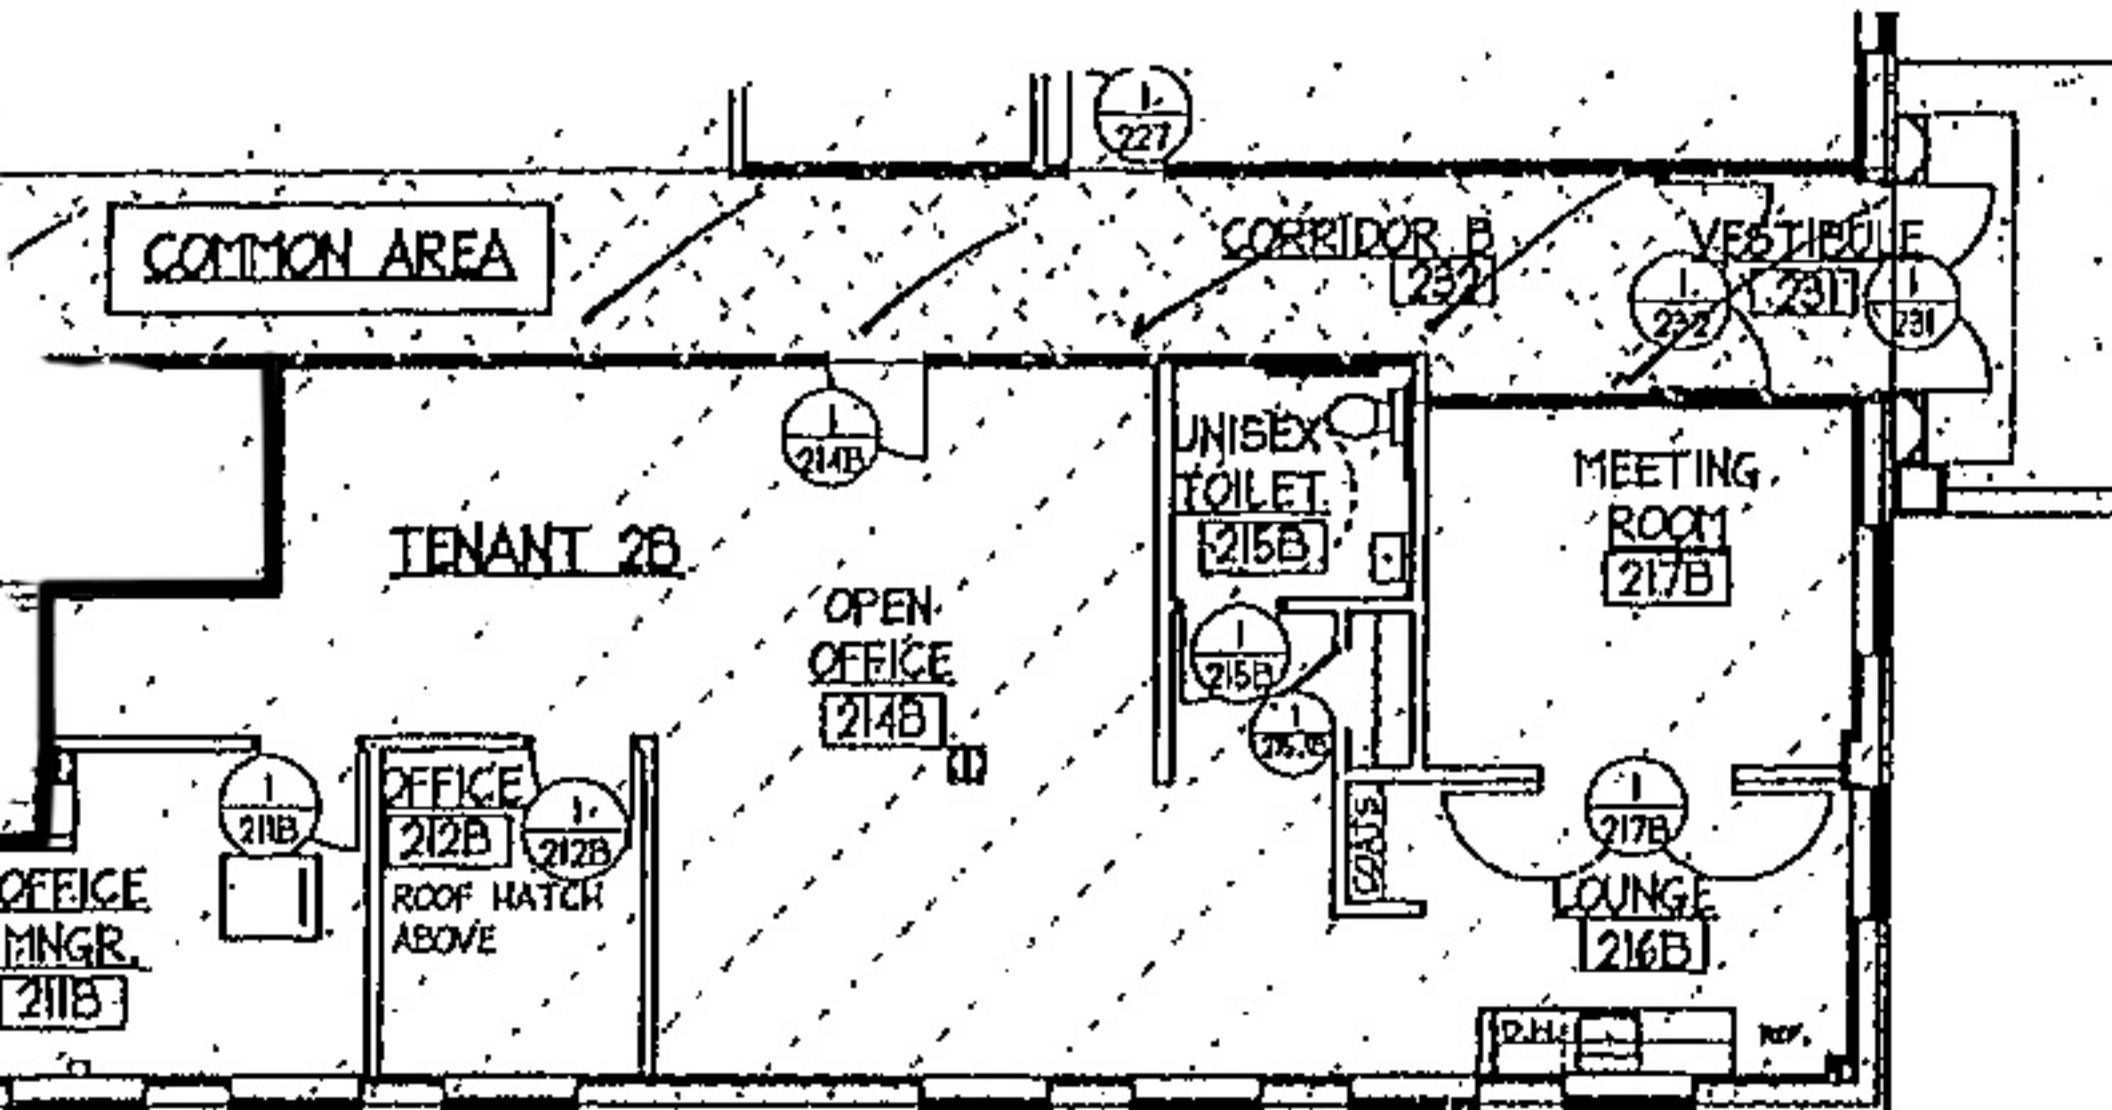 1
227
COMMON AREA
CORRIDOR B
232
VESTIBULE
231
1
232
1
231
1
214B
UNISEX
TOILET
215B
MEETING
ROOM
217B
TENANT 2B
OPEN
OFFICE
214B
1
215B
1
OFFICE
212B
1
211B
1
212B
ROOF HATCH
ABOVE
OFFICE
MNGR.
211B
COATS
1
217B
LOUNGE
216B
D.H.
REF.